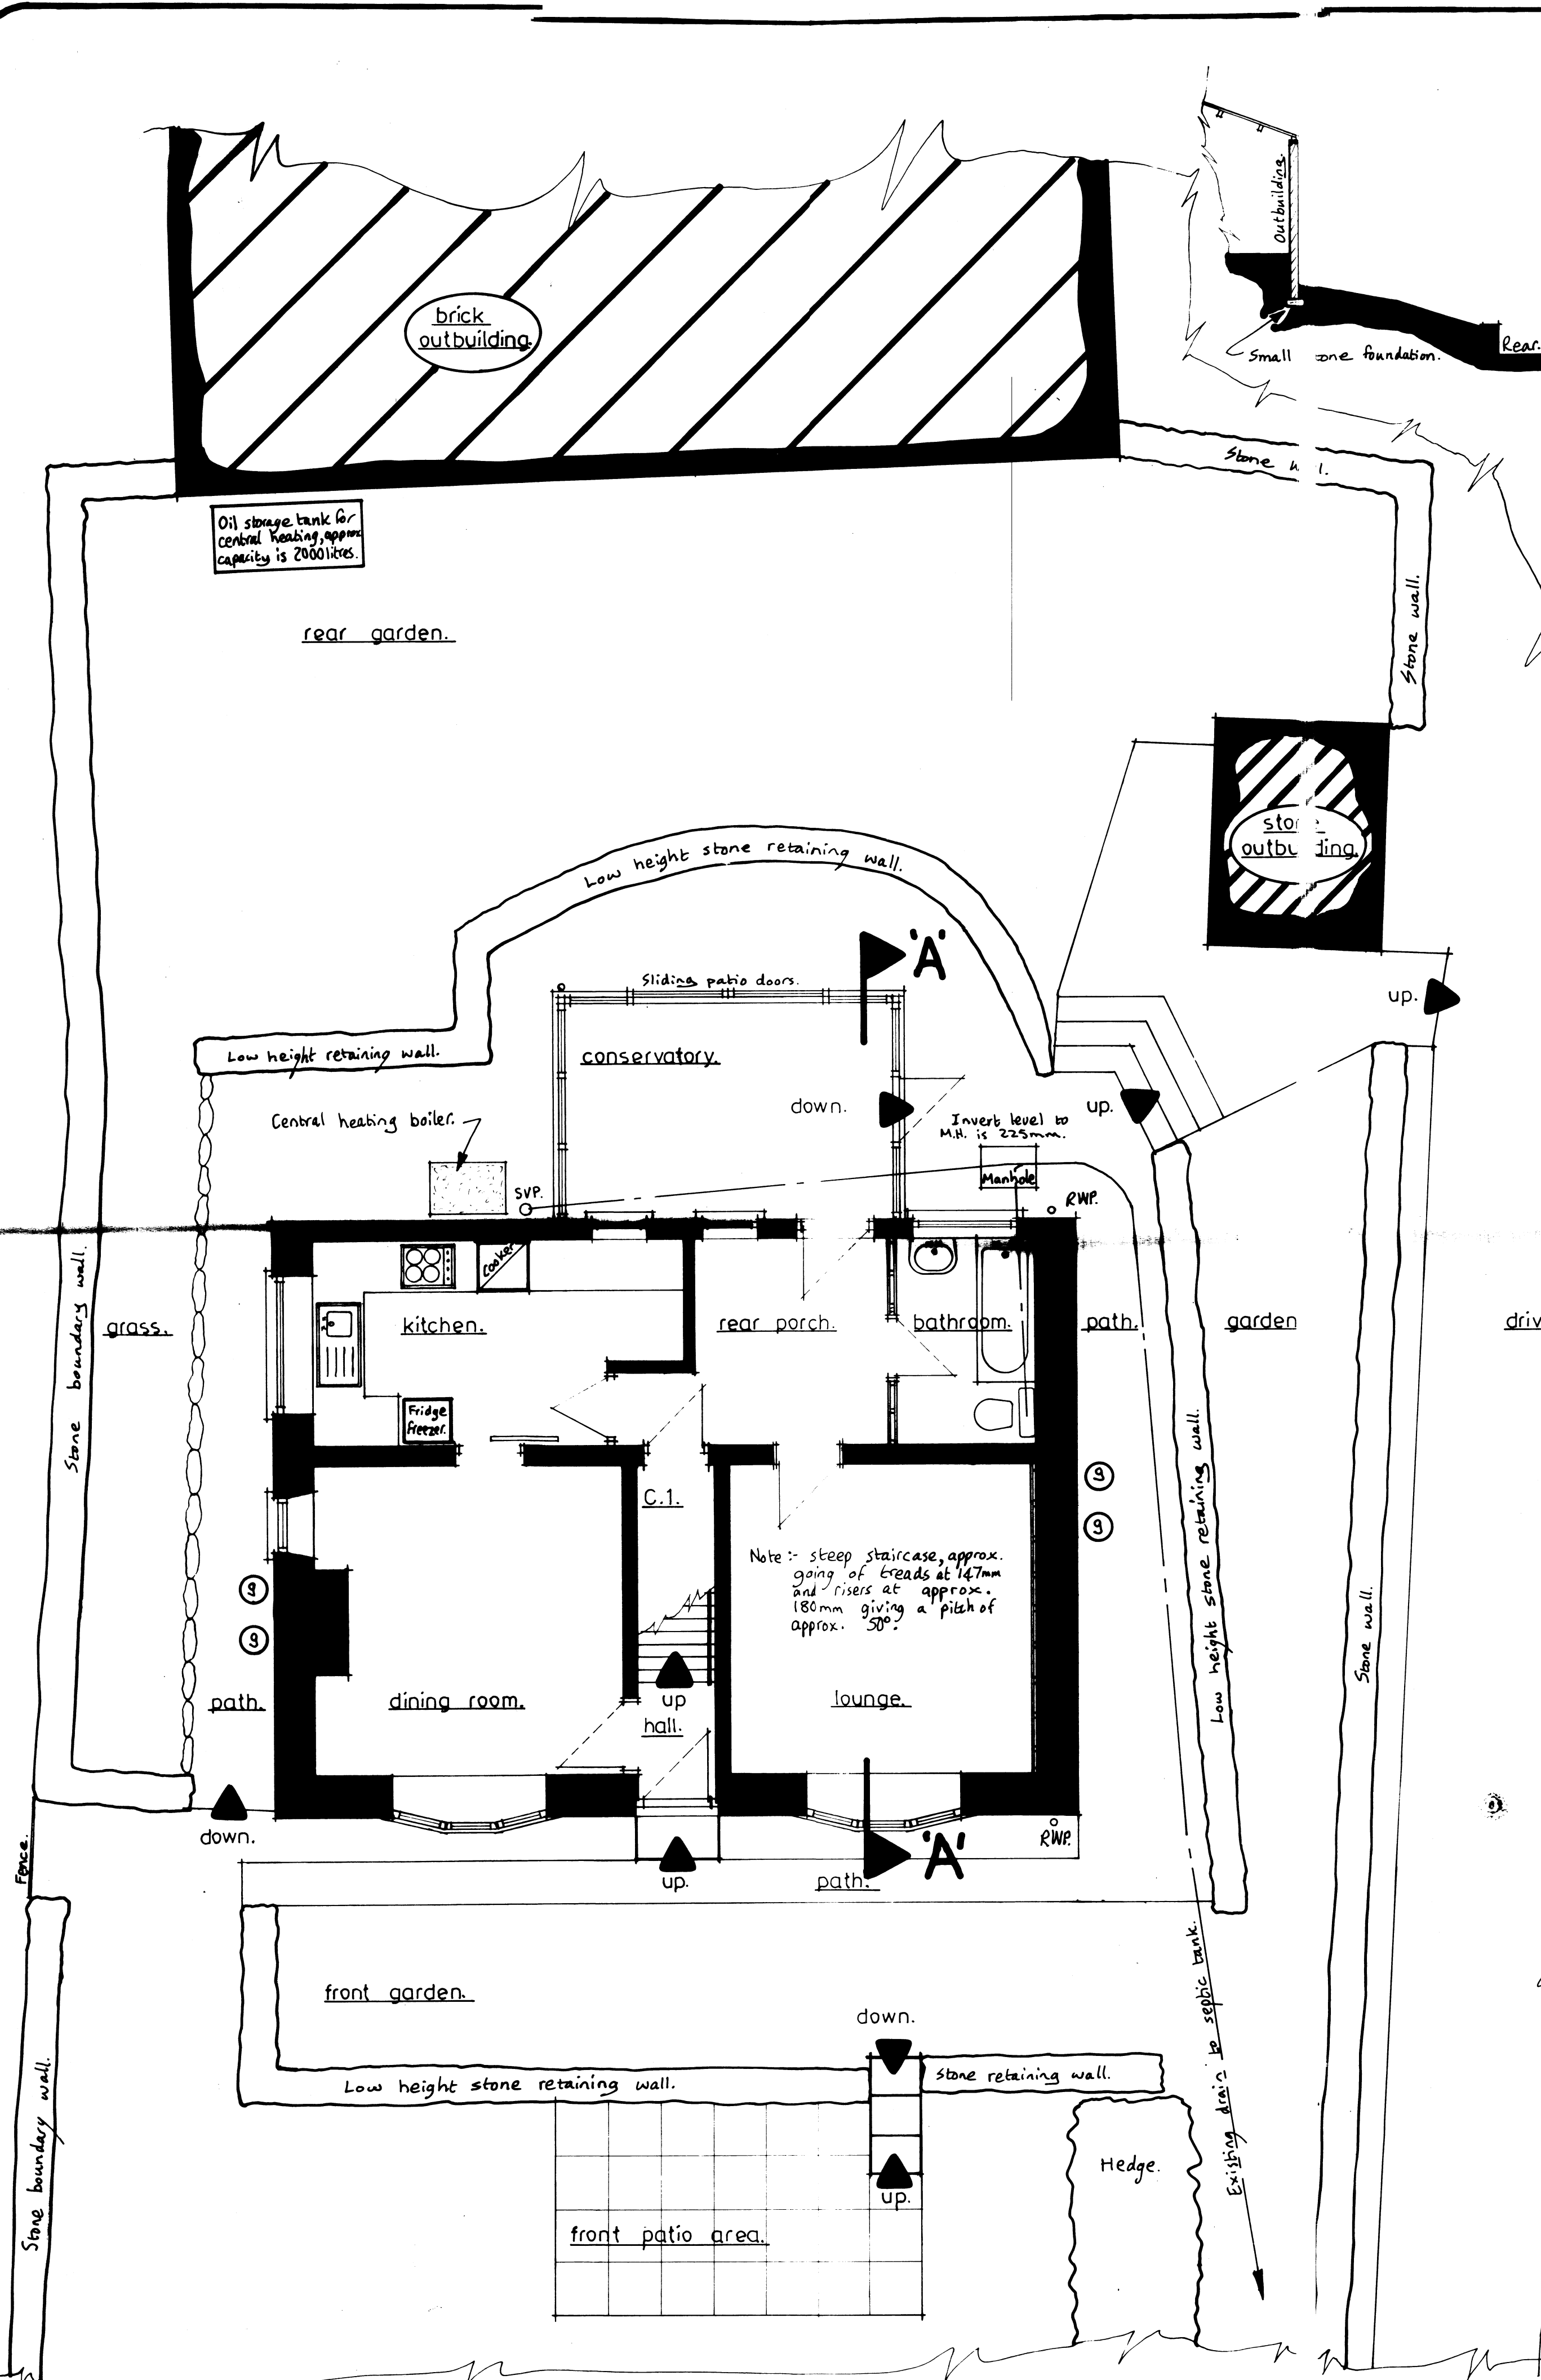 Outbuilding.
brick
outbuilding.
Small one foundation.
Rear.
Stone w l.
Oil storage tank for
central heating, approx
capacity is 2000 litres.
Stone wall.
rear garden.
stone
outbuilding.
Low height stone retaining wall.
'A'
Sliding patio doors.
up.
Low height retaining wall.
conservatory.
down.
up.
Central heating boiler.
Invert level to
M.H. is 225mm.
Manhole
SVP.
RWP.
Cooker
Stone boundary wall.
grass.
kitchen.
rear porch.
bathroom.
path.
garden
driv
Fridge
freezer.
C.1.
Note :- steep staircase, approx.
going of treads at 147mm
and risers at approx.
180mm giving a pitch of
approx. 50°.
9
9
9
9
Low height stone retaining wall.
Stone wall.
path.
dining room.
up
hall.
lounge.
down.
up.
'A'
RWP.
path.
Fence.
front garden.
down.
Existing drain to septic tank.
Low height stone retaining wall.
Stone retaining wall.
up.
Hedge.
Stone boundary wall.
front patio area.